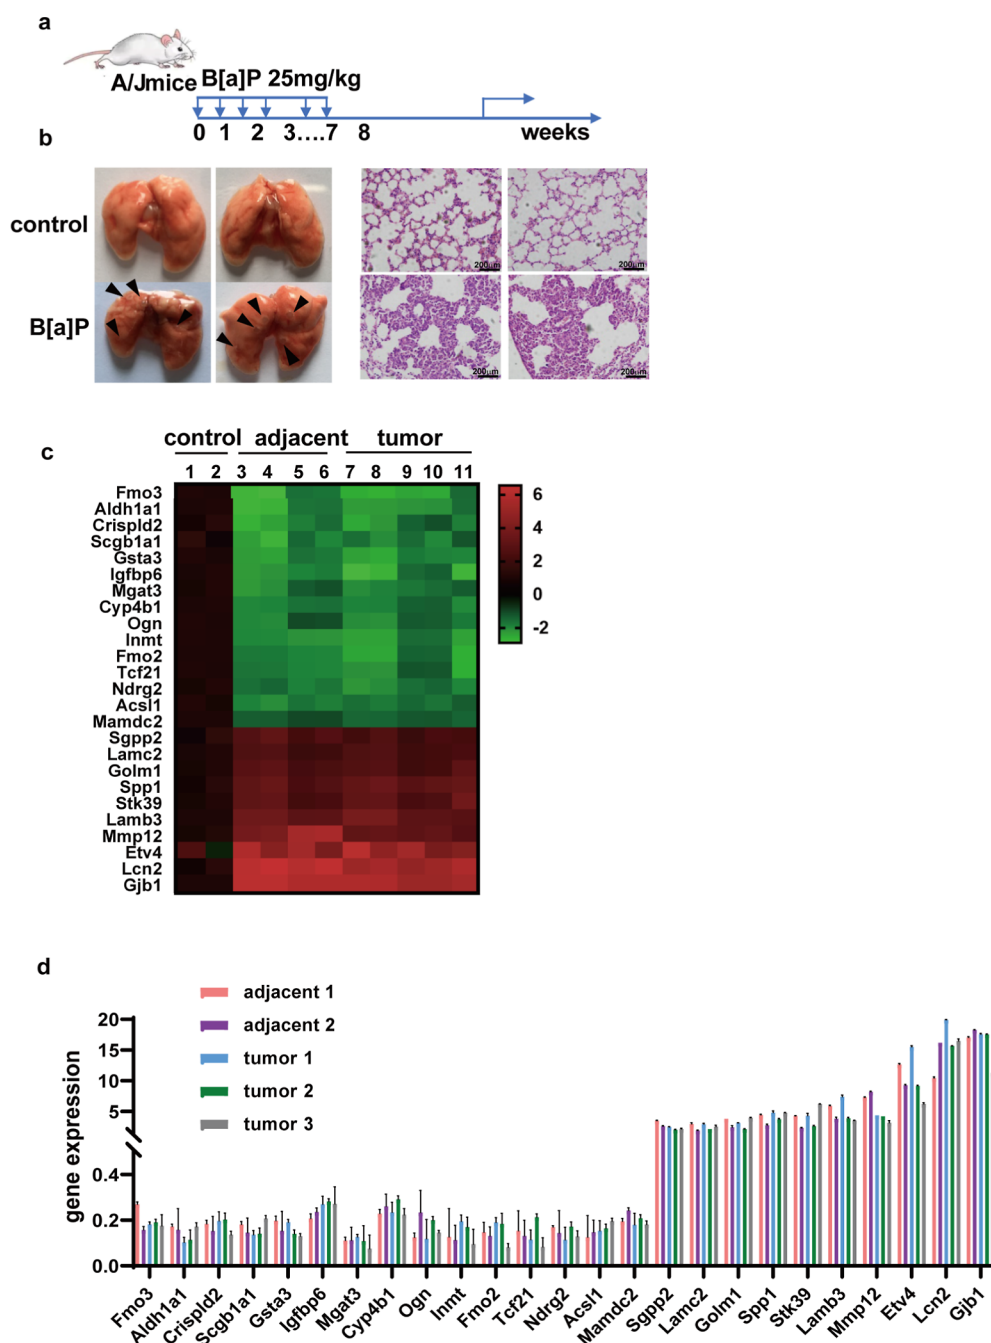 a
A/Jmice B[a]P 25mg/kg
0 1 2 3....7 8 weeks
b
control
200μm 200μm
B[a]P
200μm 200μm
c
control adjacent tumor
1 2 3 4 5 6 7 8 9 10 11
Fmo3
Aldh1a1
Crispld2
Scgb1a1
Gsta3
Igfbp6
Mgat3
Cyp4b1
Ogn
Inmt
Fmo2
Tcf21
Ndrg2
Acsl1
Mamdc2
Sgpp2
Lamc2
Golm1
Spp1
Stk39
Lamb3
Mmp12
Etv4
Lcn2
Gjb1
6
4
2
0
-2
d
adjacent 1
adjacent 2
tumor 1
tumor 2
tumor 3
gene expression
20
15
10
5
0.4
0.2
0.0
Fmo3 Aldh1a1 Crispld2 Scgb1a1 Gsta3 Igfbp6 Mgat3 Cyp4b1 Ogn Inmt Fmo2 Tcf21 Ndrg2 Acsl1 Mamdc2 Sgpp2 Lamc2 Golm1 Spp1 Stk39 Lamb3 Mmp12 Etv4 Lcn2 Gjb1